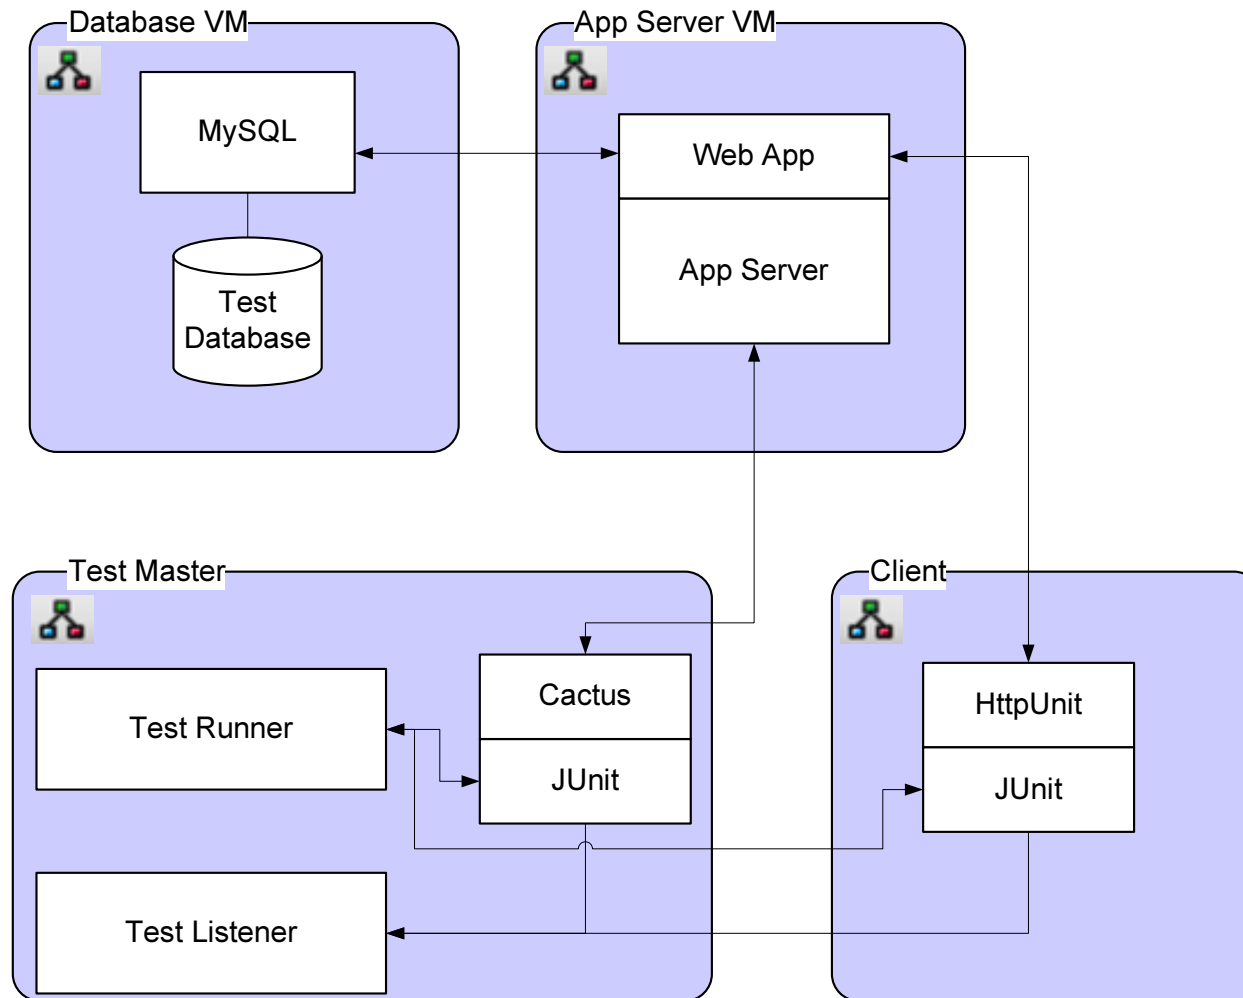 Database VM
App Server VM
MySQL
Web App
App Server
Test
Database
Test Master
Client
Cactus
HttpUnit
Test Runner
JUnit
JUnit
Test Listener